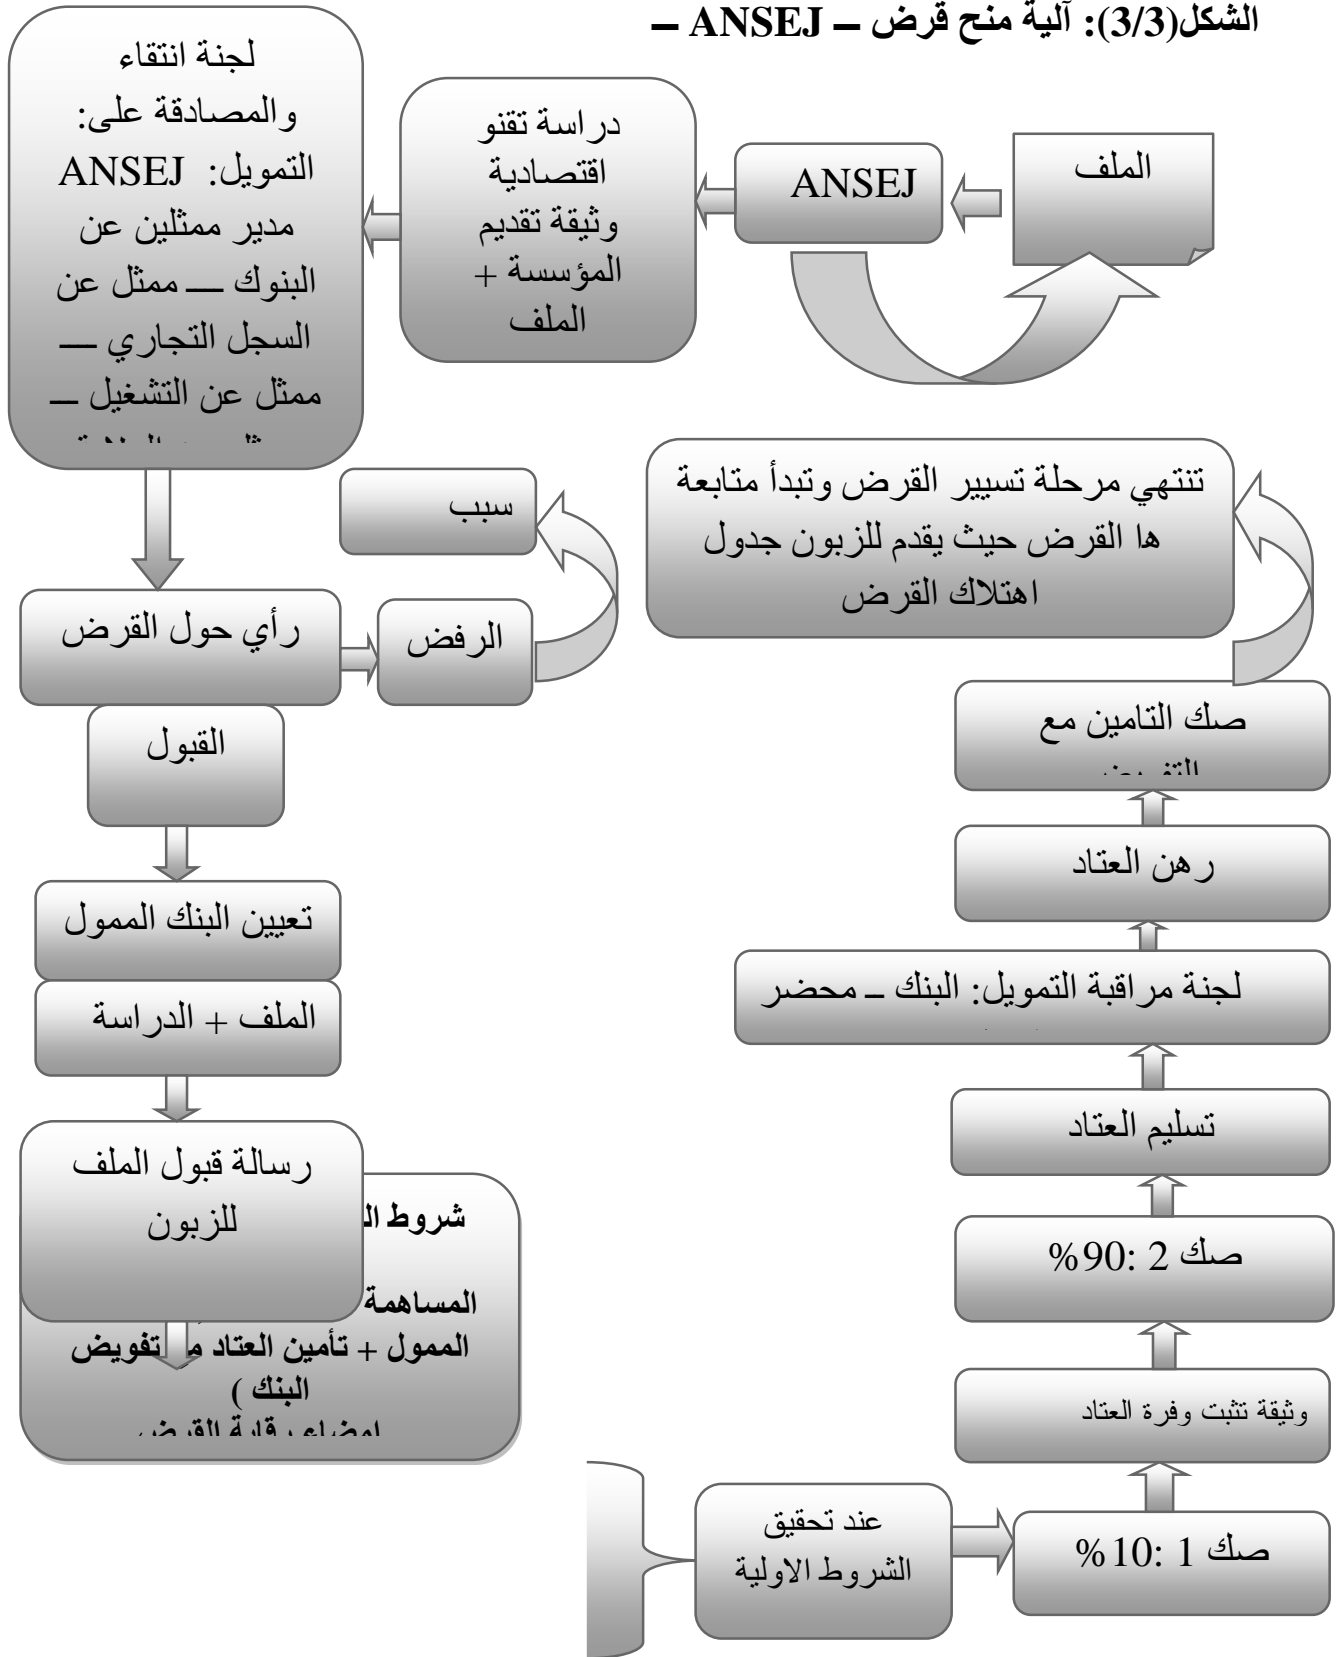 الشكل(3/3): آلية منح قرض – ANSEJ –
الملف
ANSEJ
دراسة تقنو
اقتصادية
وثيقة تقديم
المؤسسة +
الملف
لجنة انتقاء
والمصادقة على:
التمويل: ANSEJ
مدير ممثلين عن
البنوك – ممثل عن
السجل التجاري –
ممثل عن التشغيل –
رأي حول القرض
الرفض
سبب
القبول
تعيين البنك الممول
الملف + الدراسة
رسالة قبول الملف
للزبون
شروط
المساهمة
الممول + تأمين العتاد تفويض
البنك )
عند تحقيق
الشروط الاولية
صك 1 :10%
وثيقة تثبت وفرة العتاد
صك 2 :90%
تسليم العتاد
لجنة مراقبة التمويل: البنك – محضر
رهن العتاد
صك التامين مع
تنتهي مرحلة تسيير القرض وتبدأ متابعة
ها القرض حيث يقدم للزبون جدول
اهتلاك القرض